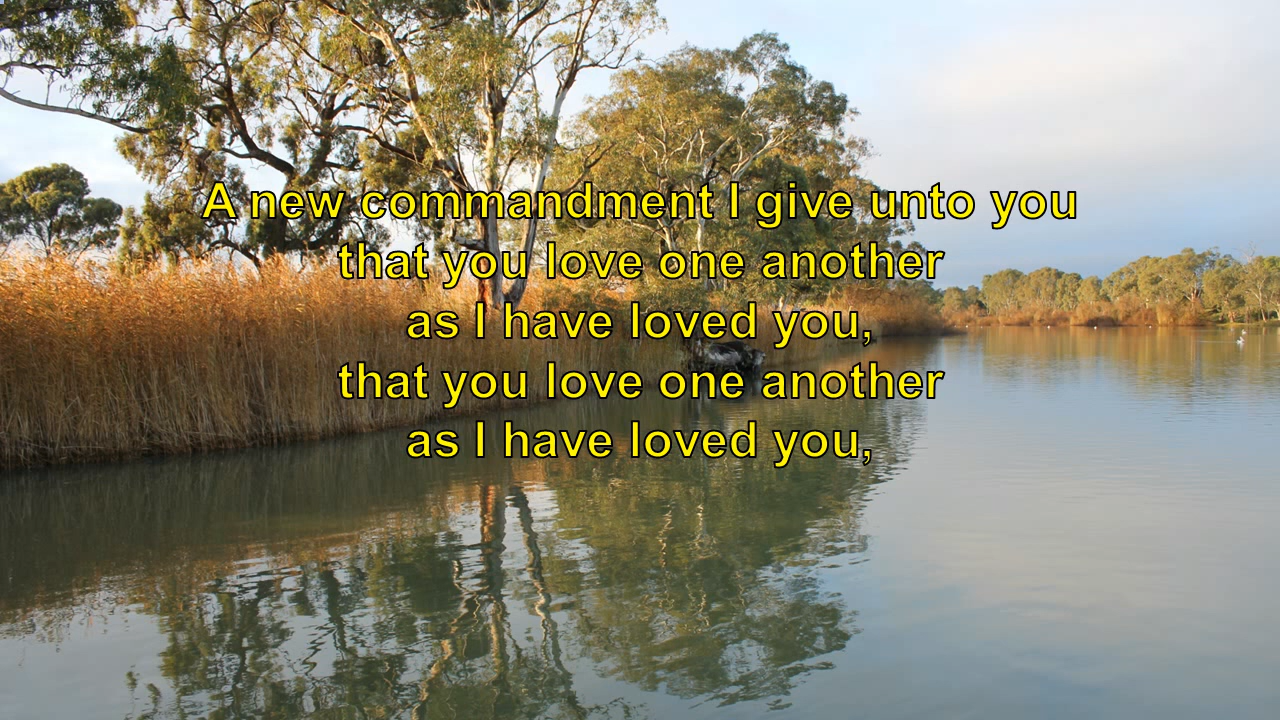 A new commandment I give unto you
that you love one another
as I have loved you,
that you love one another
as I have loved you,